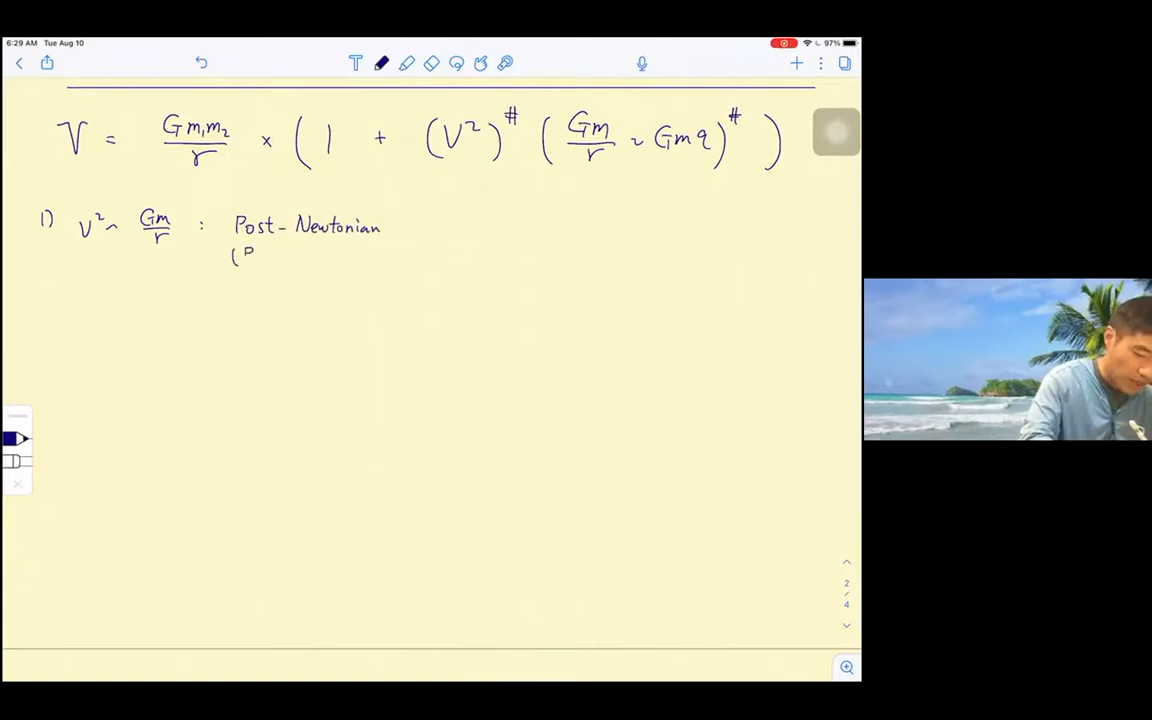 6:29 AM Tue Aug 10 97%
V = Gm₁m₂/r × ( 1 + (V²)^# ( Gm/r ~ Gmq )^# )
1) V² ~ Gm/r : Post-Newtonian
(P
2
/
4